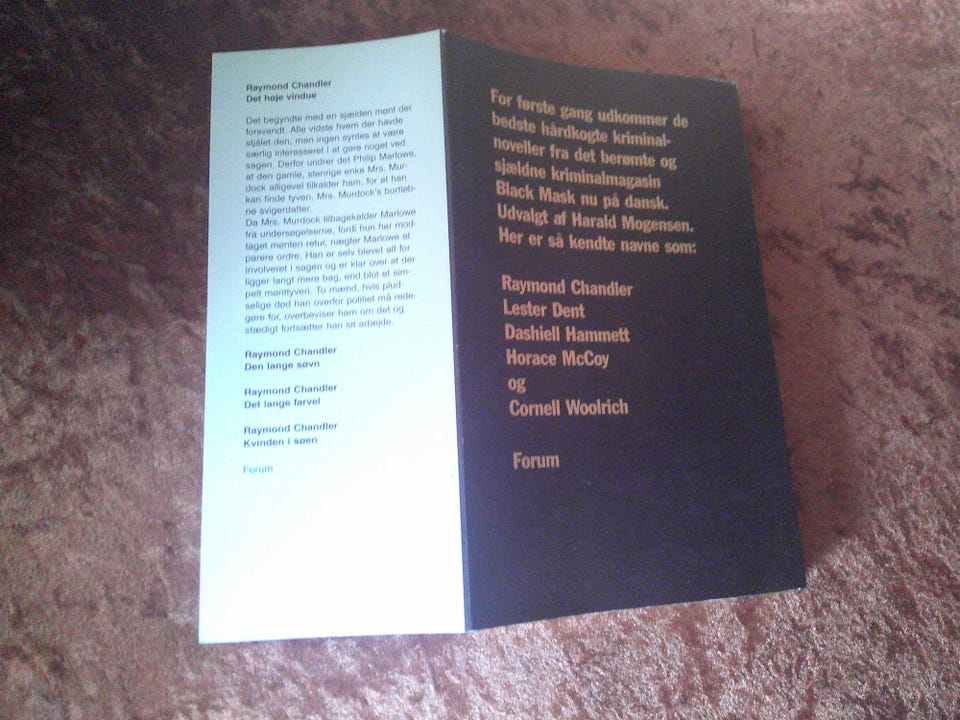 Raymond Chandler
Det høje vindue
Det begyndte med en sjælden mønt der
forsvandt. Alle vidste hvem der havde
stjålet den, men ingen syntes at være
særlig interesseret i at gøre noget ved
sagen. Derfor undrer det Philip Marlowe,
at den gamle, stenrige enke Mrs. Mur-
dock alligevel tilkalder ham, for at han
kan finde tyven, Mrs. Murdock's bortløb-
ne svigerdatter.
Da Mrs. Murdock tilbagekalder Marlowe
fra undersøgelserne, fordi hun har mod-
taget mønten retur, nægter Marlowe at
parere ordre. Han er selv blevet alt for
involveret i sagen og er klar over at der
ligger langt mere bag, end blot et sim-
pelt mønttyveri. To mænd, hvis plud-
selige død han overfor politiet må rede-
gøre for, overbeviser ham om det og
stædigt fortsætter han sit arbejde.
Raymond Chandler
Den lange søvn
Raymond Chandler
Det lange farvel
Raymond Chandler
Kvinden i søen
Forum
For første gang udkommer de
bedste hårdkogte kriminal-
noveller fra det berømte og
sjældne kriminalmagasin
Black Mask nu på dansk.
Udvalgt af Harald Mogensen.
Her er så kendte navne som:
Raymond Chandler
Lester Dent
Dashiell Hammett
Horace McCoy
og
Cornell Woolrich
Forum